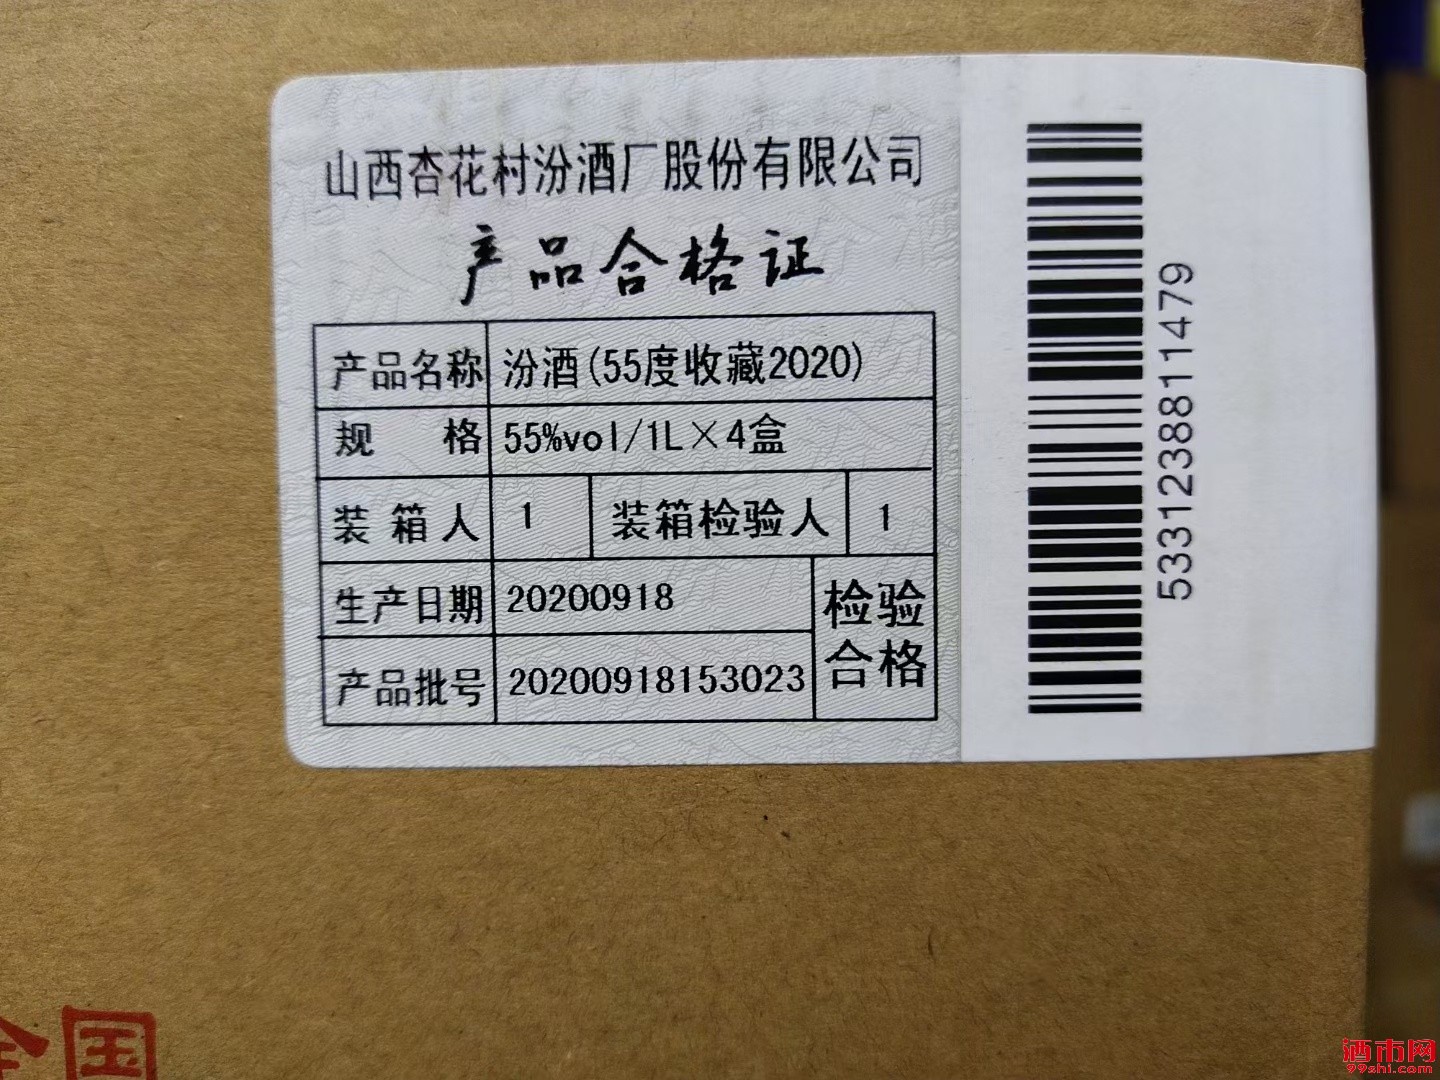 山西杏花村汾酒厂股份有限公司
产品合格证
产品名称 汾酒(55度收藏2020)
规 格 55%vol/1L×4盒
装箱人 1 装箱检验人 1
生产日期 20200918
检验合格
产品批号 20200918153023
5331238811479
国
酒市网
99shi.com